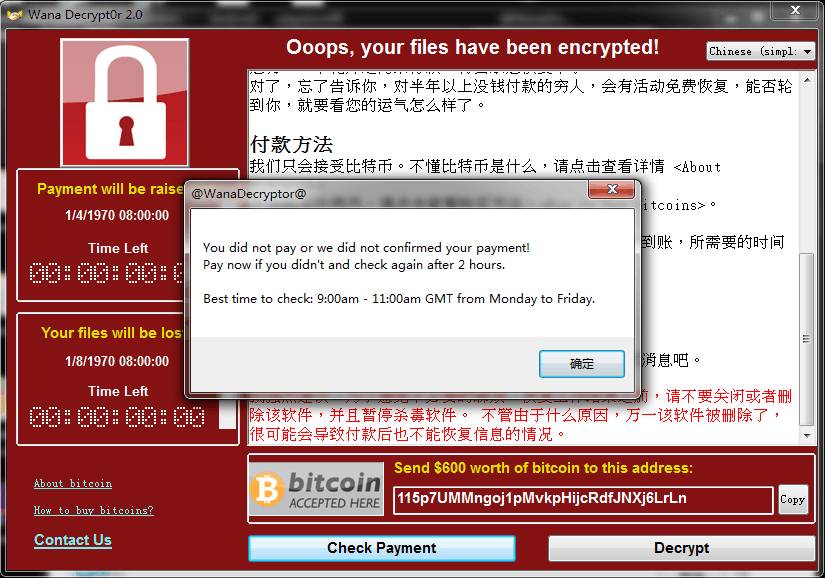 Wana Decrypt0r 2.0
Ooops, your files have been encrypted!
Chinese (simpl:
对了，忘了告诉你，对半年以上没钱付款的穷人，会有活动免费恢复，能否轮
到你，就要看您的运气怎么样了。
付款方法
我们只会接受比特币。不懂比特币是什么，请点击查看详情 <About
itcoins>。
到账，所需要的时间
消息吧。
前，请不要关闭或者删
除该软件，并且暂停杀毒软件。 不管由于什么原因，万一该软件被删除了，
很可能会导致付款后也不能恢复信息的情况。
Payment will be raise
1/4/1970 08:00:00
Time Left
00:00:00:
Your files will be los
1/8/1970 08:00:00
Time Left
00:00:00:00
@WanaDecryptor@
You did not pay or we did not confirmed your payment!
Pay now if you didn't and check again after 2 hours.
Best time to check: 9:00am - 11:00am GMT from Monday to Friday.
确定
About bitcoin
How to buy bitcoins?
Contact Us
bitcoin
ACCEPTED HERE
Send $600 worth of bitcoin to this address:
115p7UMMngoj1pMvkpHijcRdfJNXj6LrLn
Copy
Check Payment
Decrypt